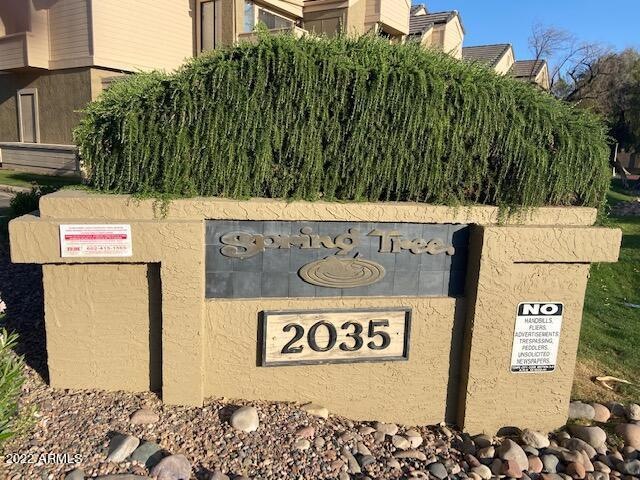 Spring Tree.
2035
NO
HANDBILLS,
FLIERS,
ADVERTISEMENTS,
TRESPASSING,
PEDDLERS,
UNSOLICITED
NEWSPAPERS.
2022 ARMLS